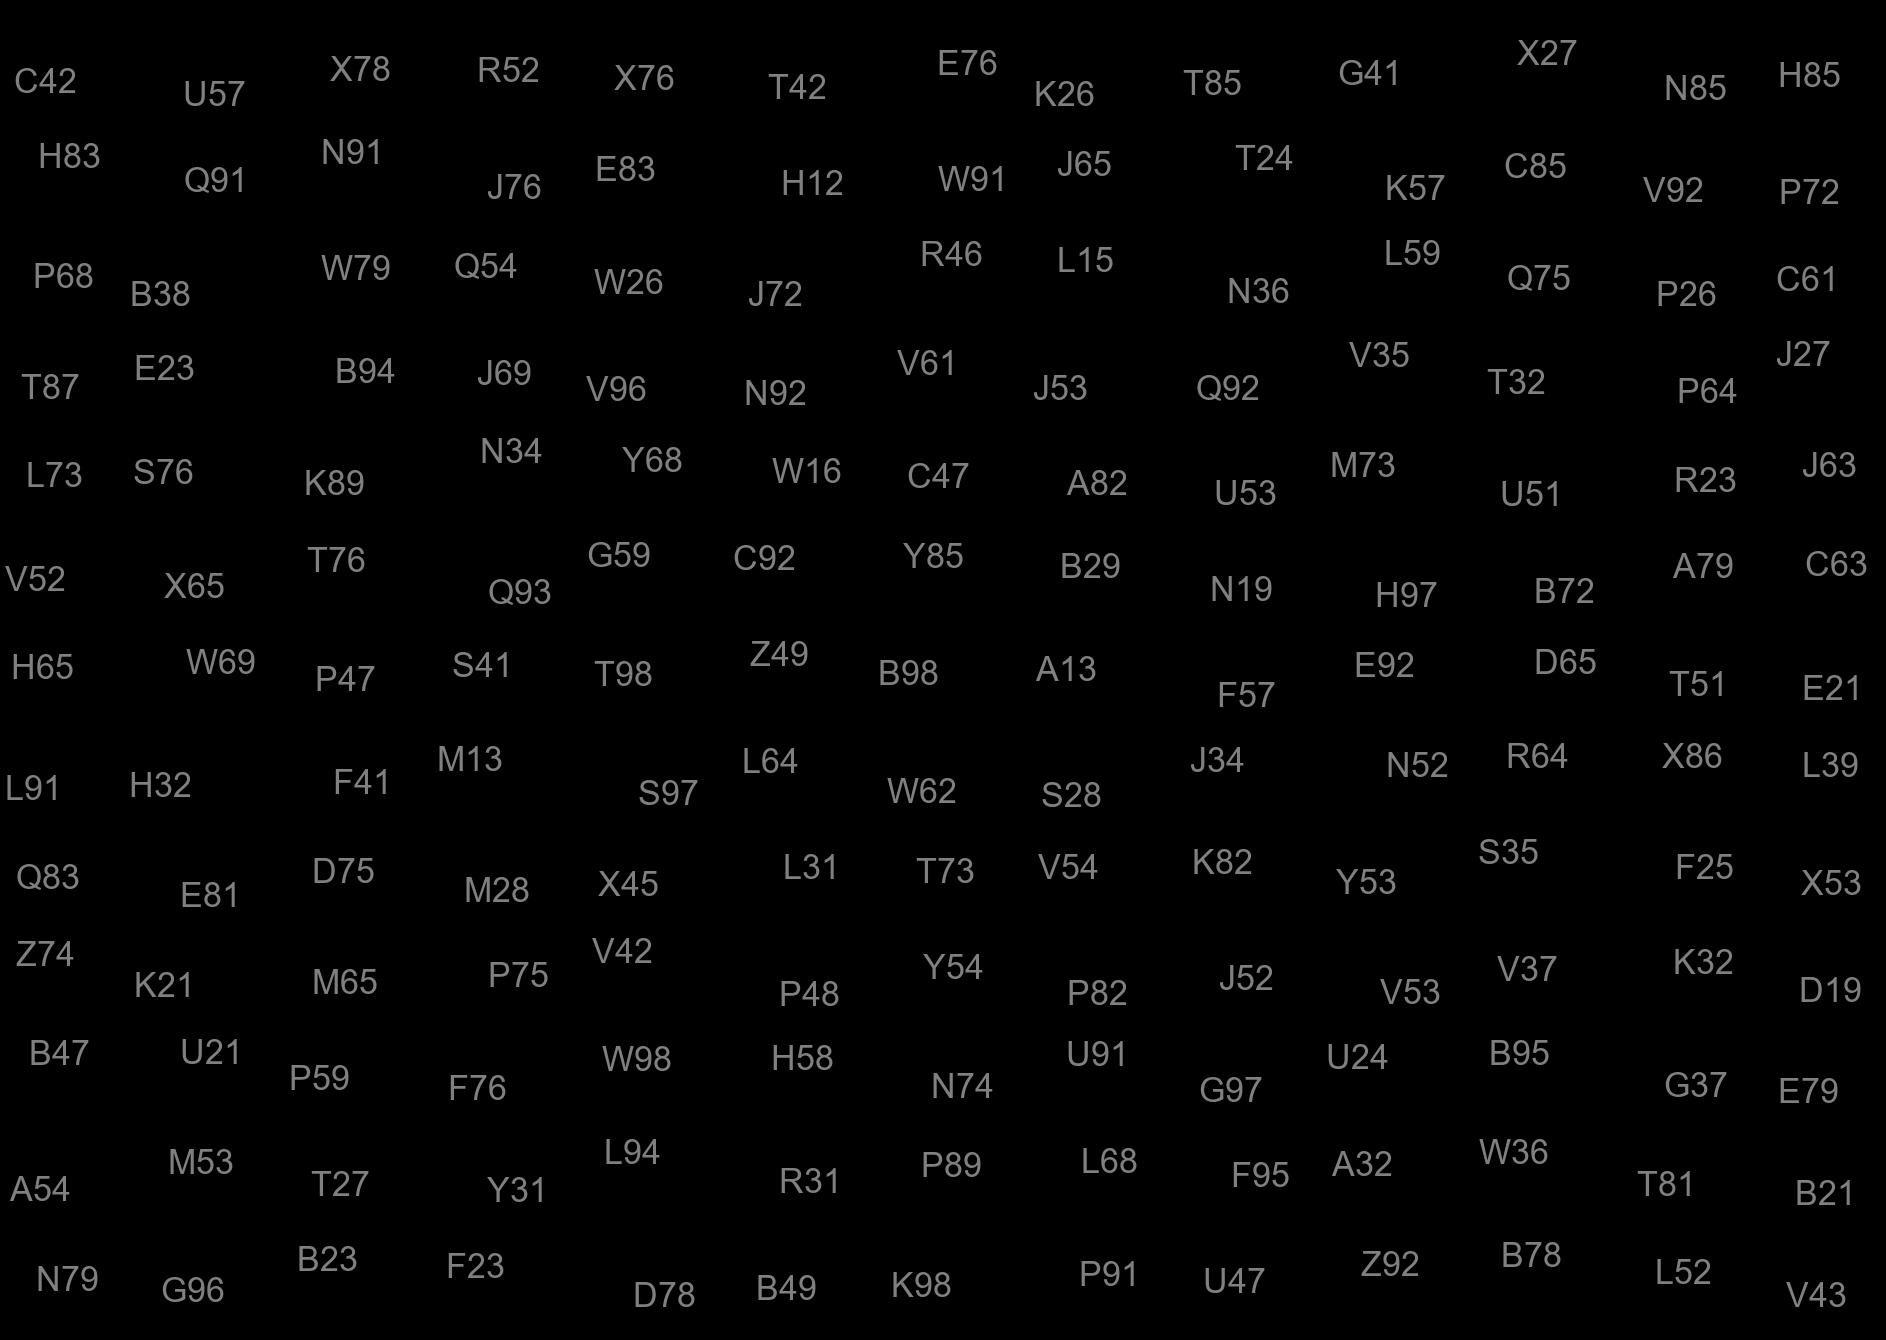 C42 U57 X78 R52 X76 T42 E76 K26 T85 G41 X27 N85 H85
H83 Q91 N91 J76 E83 H12 W91 J65 T24 K57 C85 V92 P72
P68 B38 W79 Q54 W26 J72 R46 L15 N36 L59 Q75 P26 C61
T87 E23 B94 J69 V96 N92 V61 J53 Q92 V35 T32 P64 J27
L73 S76 K89 N34 Y68 W16 C47 A82 U53 M73 U51 R23 J63
V52 X65 T76 Q93 G59 C92 Y85 B29 N19 H97 B72 A79 C63
H65 W69 P47 S41 T98 Z49 B98 A13 F57 E92 D65 T51 E21
L91 H32 F41 M13 S97 L64 W62 S28 J34 N52 R64 X86 L39
Q83 E81 D75 M28 X45 L31 T73 V54 K82 Y53 S35 F25 X53
Z74 K21 M65 P75 V42 P48 Y54 P82 J52 V53 V37 K32 D19
B47 U21 P59 F76 W98 H58 N74 U91 G97 U24 B95 G37 E79
A54 M53 T27 Y31 L94 R31 P89 L68 F95 A32 W36 T81 B21
N79 G96 B23 F23 D78 B49 K98 P91 U47 Z92 B78 L52 V43